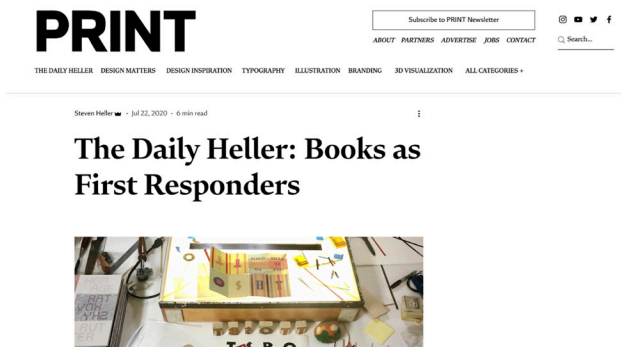 PRINT
Subscribe to PRINT Newsletter
ABOUT PARTNERS ADVERTISE JOBS CONTACT
Search...
THE DAILY HELLER DESIGN MATTERS DESIGN INSPIRATION TYPOGRAPHY ILLUSTRATION BRANDING 3D VISUALIZATION ALL CATEGORIES +
Steven Heller · Jul 22, 2020 · 6 min read
The Daily Heller: Books as
First Responders